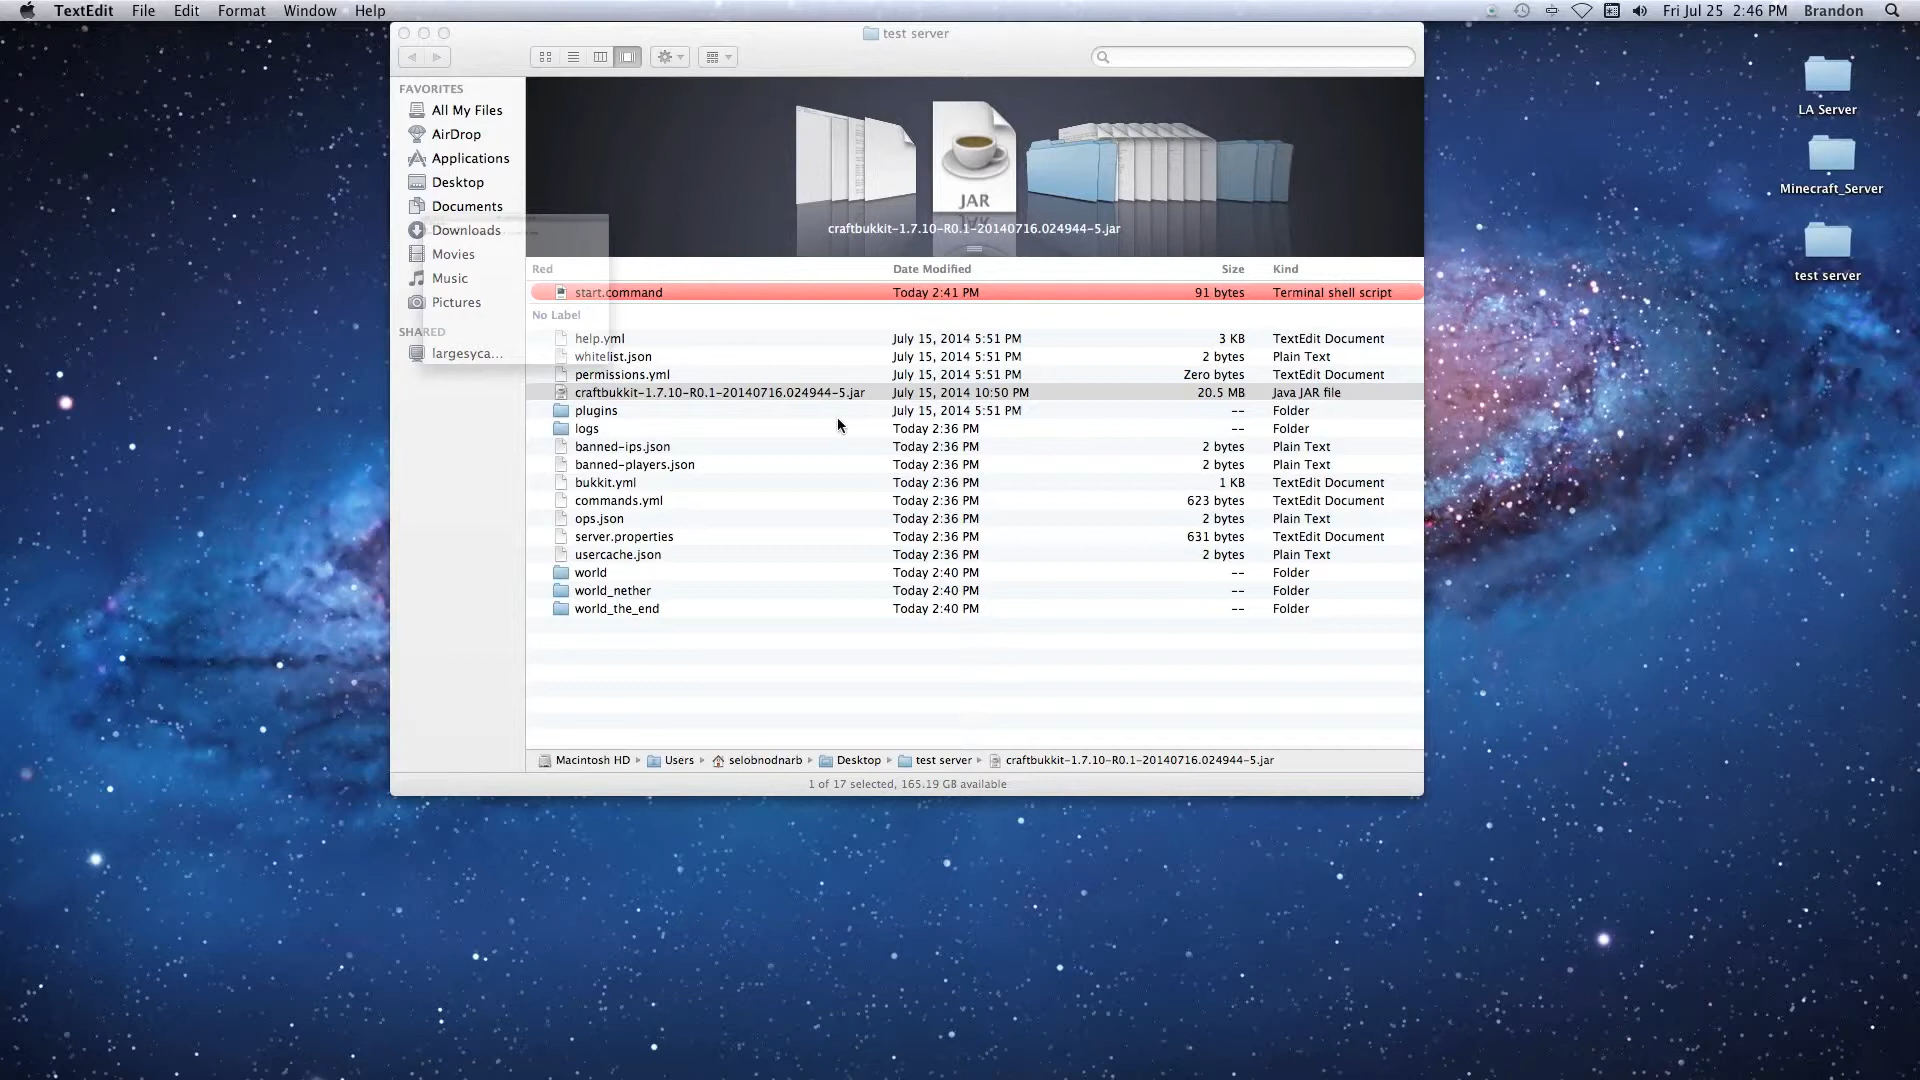 TextEdit File Edit Format Window Help Fri Jul 25 2:46 PM Brandon
test server
FAVORITES
All My Files
AirDrop
Applications
Desktop
Documents
Downloads
Movies
Music
Pictures
SHARED
largesyca...
JAR
craftbukkit-1.7.10-R0.1-20140716.024944-5.jar
Red Date Modified Size Kind
start.command Today 2:41 PM 91 bytes Terminal shell script
No Label
help.yml July 15, 2014 5:51 PM 3 KB TextEdit Document
whitelist.json July 15, 2014 5:51 PM 2 bytes Plain Text
permissions.yml July 15, 2014 5:51 PM Zero bytes TextEdit Document
craftbukkit-1.7.10-R0.1-20140716.024944-5.jar July 15, 2014 10:50 PM 20.5 MB Java JAR file
plugins July 15, 2014 5:51 PM -- Folder
logs Today 2:36 PM -- Folder
banned-ips.json Today 2:36 PM 2 bytes Plain Text
banned-players.json Today 2:36 PM 2 bytes Plain Text
bukkit.yml Today 2:36 PM 1 KB TextEdit Document
commands.yml Today 2:36 PM 623 bytes TextEdit Document
ops.json Today 2:36 PM 2 bytes Plain Text
server.properties Today 2:36 PM 631 bytes TextEdit Document
usercache.json Today 2:36 PM 2 bytes Plain Text
world Today 2:40 PM -- Folder
world_nether Today 2:40 PM -- Folder
world_the_end Today 2:40 PM -- Folder
Macintosh HD Users selobnodnarb Desktop test server craftbukkit-1.7.10-R0.1-20140716.024944-5.jar
1 of 17 selected, 165.19 GB available
LA Server
Minecraft_Server
test server